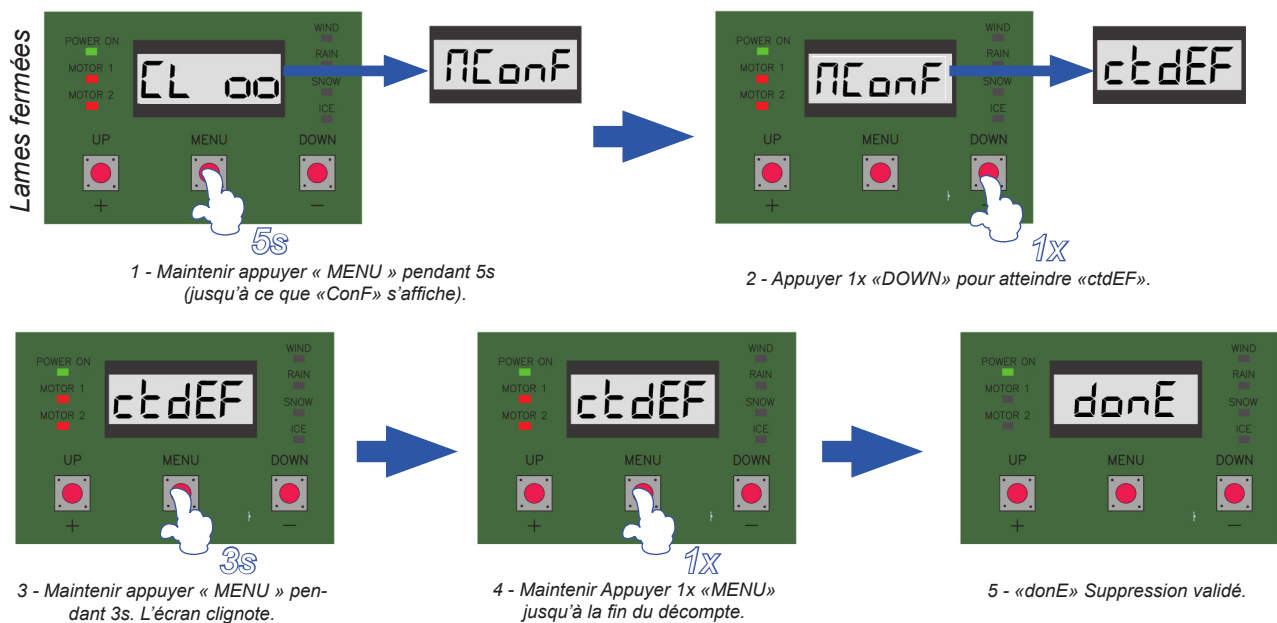 Lames fermées
POWER ON
MOTOR 1
MOTOR 2
CL oo
WIND
RAIN
SNOW
ICE
UP
MENU
DOWN
+
−
5s
MConF
1 - Maintenir appuyer « MENU » pendant 5s
(jusqu’à ce que «ConF» s’affiche).
POWER ON
MOTOR 1
MOTOR 2
MConF
WIND
RAIN
SNOW
ICE
UP
MENU
DOWN
+
1x
ctdEF
2 - Appuyer 1x «DOWN» pour atteindre «ctdEF».
POWER ON
MOTOR 1
MOTOR 2
ctdEF
WIND
RAIN
SNOW
ICE
UP
MENU
DOWN
+
−
3s
3 - Maintenir appuyer « MENU » pen-
dant 3s. L’écran clignote.
POWER ON
MOTOR 1
MOTOR 2
ctdEF
WIND
RAIN
SNOW
ICE
UP
MENU
DOWN
+
−
1x
4 - Maintenir Appuyer 1x «MENU»
jusqu’à la fin du décompte.
POWER ON
MOTOR 1
MOTOR 2
donE
WIND
RAIN
SNOW
ICE
UP
MENU
DOWN
+
−
5 - «donE» Suppression validé.